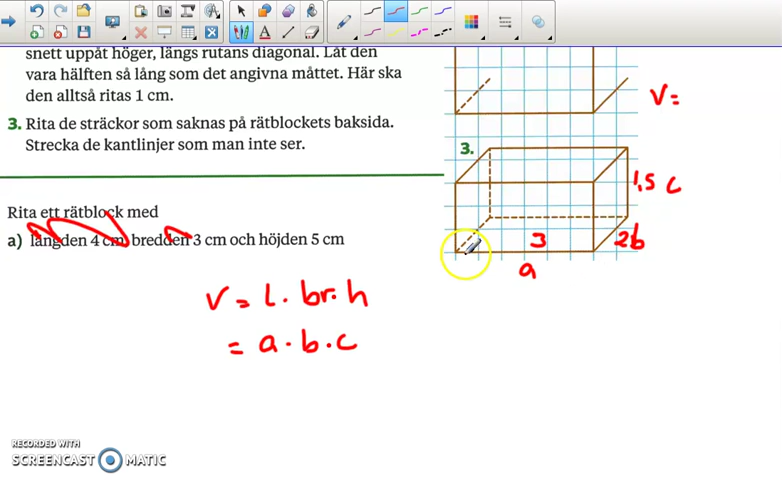 snett uppåt höger, längs rutans diagonal. Låt den
vara hälften så lång som det angivna måttet. Här ska
den alltså ritas 1 cm.
3. Rita de sträckor som saknas på rätblockets baksida.
Strecka de kantlinjer som man inte ser.
Rita ett rätblock med
a) längden 4 cm, bredden 3 cm och höjden 5 cm
V = l · br · h
= a · b · c
V =
3.
1,5 c
3
2b
a
RECORDED WITH
SCREENCAST MATIC